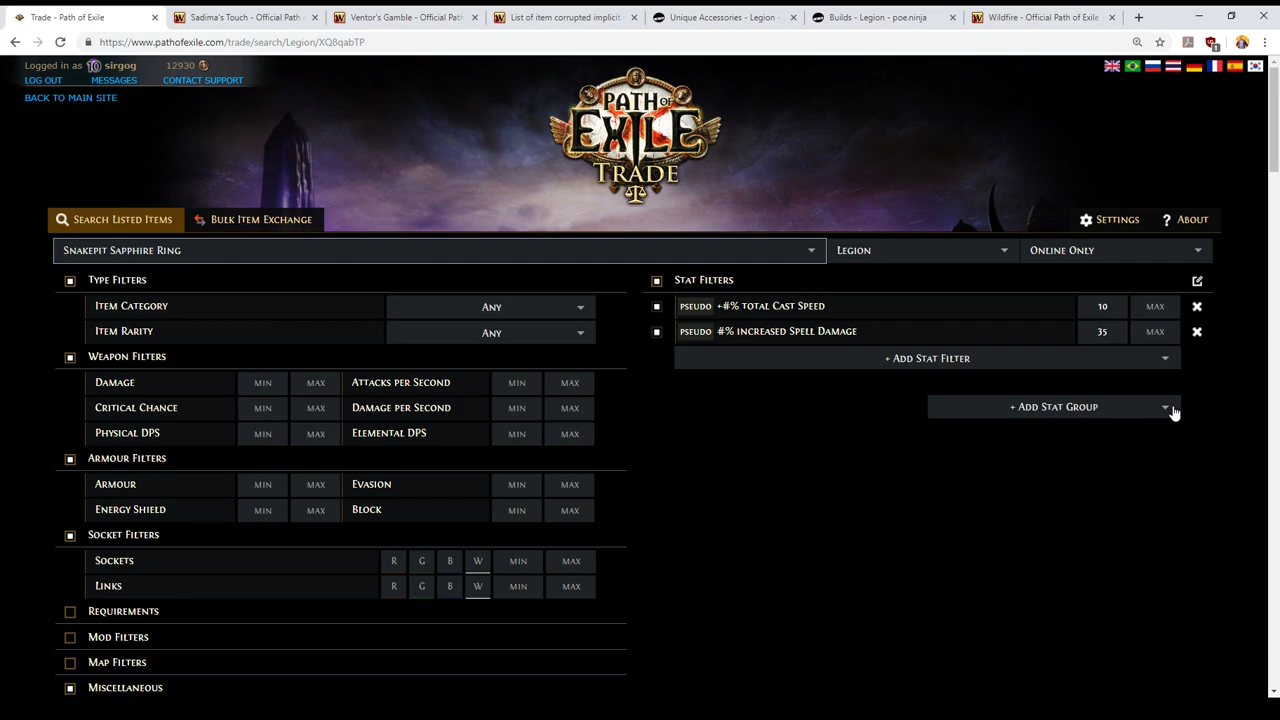 Trade - Path of Exile
Sadima's Touch - Official Path
Ventor's Gamble - Official Path
List of item corrupted implicit
Unique Accessories - Legion -
Builds - Legion - poe.ninja
Wildfire - Official Path of Exile
https://www.pathofexile.com/trade/search/Legion/XQ8qabTP
Logged in as sirgog 12930
LOG OUT MESSAGES CONTACT SUPPORT
BACK TO MAIN SITE
PATH OF EXILE
TRADE
SEARCH LISTED ITEMS BULK ITEM EXCHANGE SETTINGS ? ABOUT
SNAKEPIT SAPPHIRE RING LEGION ONLINE ONLY
TYPE FILTERS STAT FILTERS
ITEM CATEGORY ANY PSEUDO +#% TOTAL CAST SPEED 10 MAX
ITEM RARITY ANY PSEUDO #% INCREASED SPELL DAMAGE 35 MAX
WEAPON FILTERS + ADD STAT FILTER
DAMAGE MIN MAX ATTACKS PER SECOND MIN MAX
CRITICAL CHANCE MIN MAX DAMAGE PER SECOND MIN MAX + ADD STAT GROUP
PHYSICAL DPS MIN MAX ELEMENTAL DPS MIN MAX
ARMOUR FILTERS
ARMOUR MIN MAX EVASION MIN MAX
ENERGY SHIELD MIN MAX BLOCK MIN MAX
SOCKET FILTERS
SOCKETS R G B W MIN MAX
LINKS R G B W MIN MAX
REQUIREMENTS
MOD FILTERS
MAP FILTERS
MISCELLANEOUS